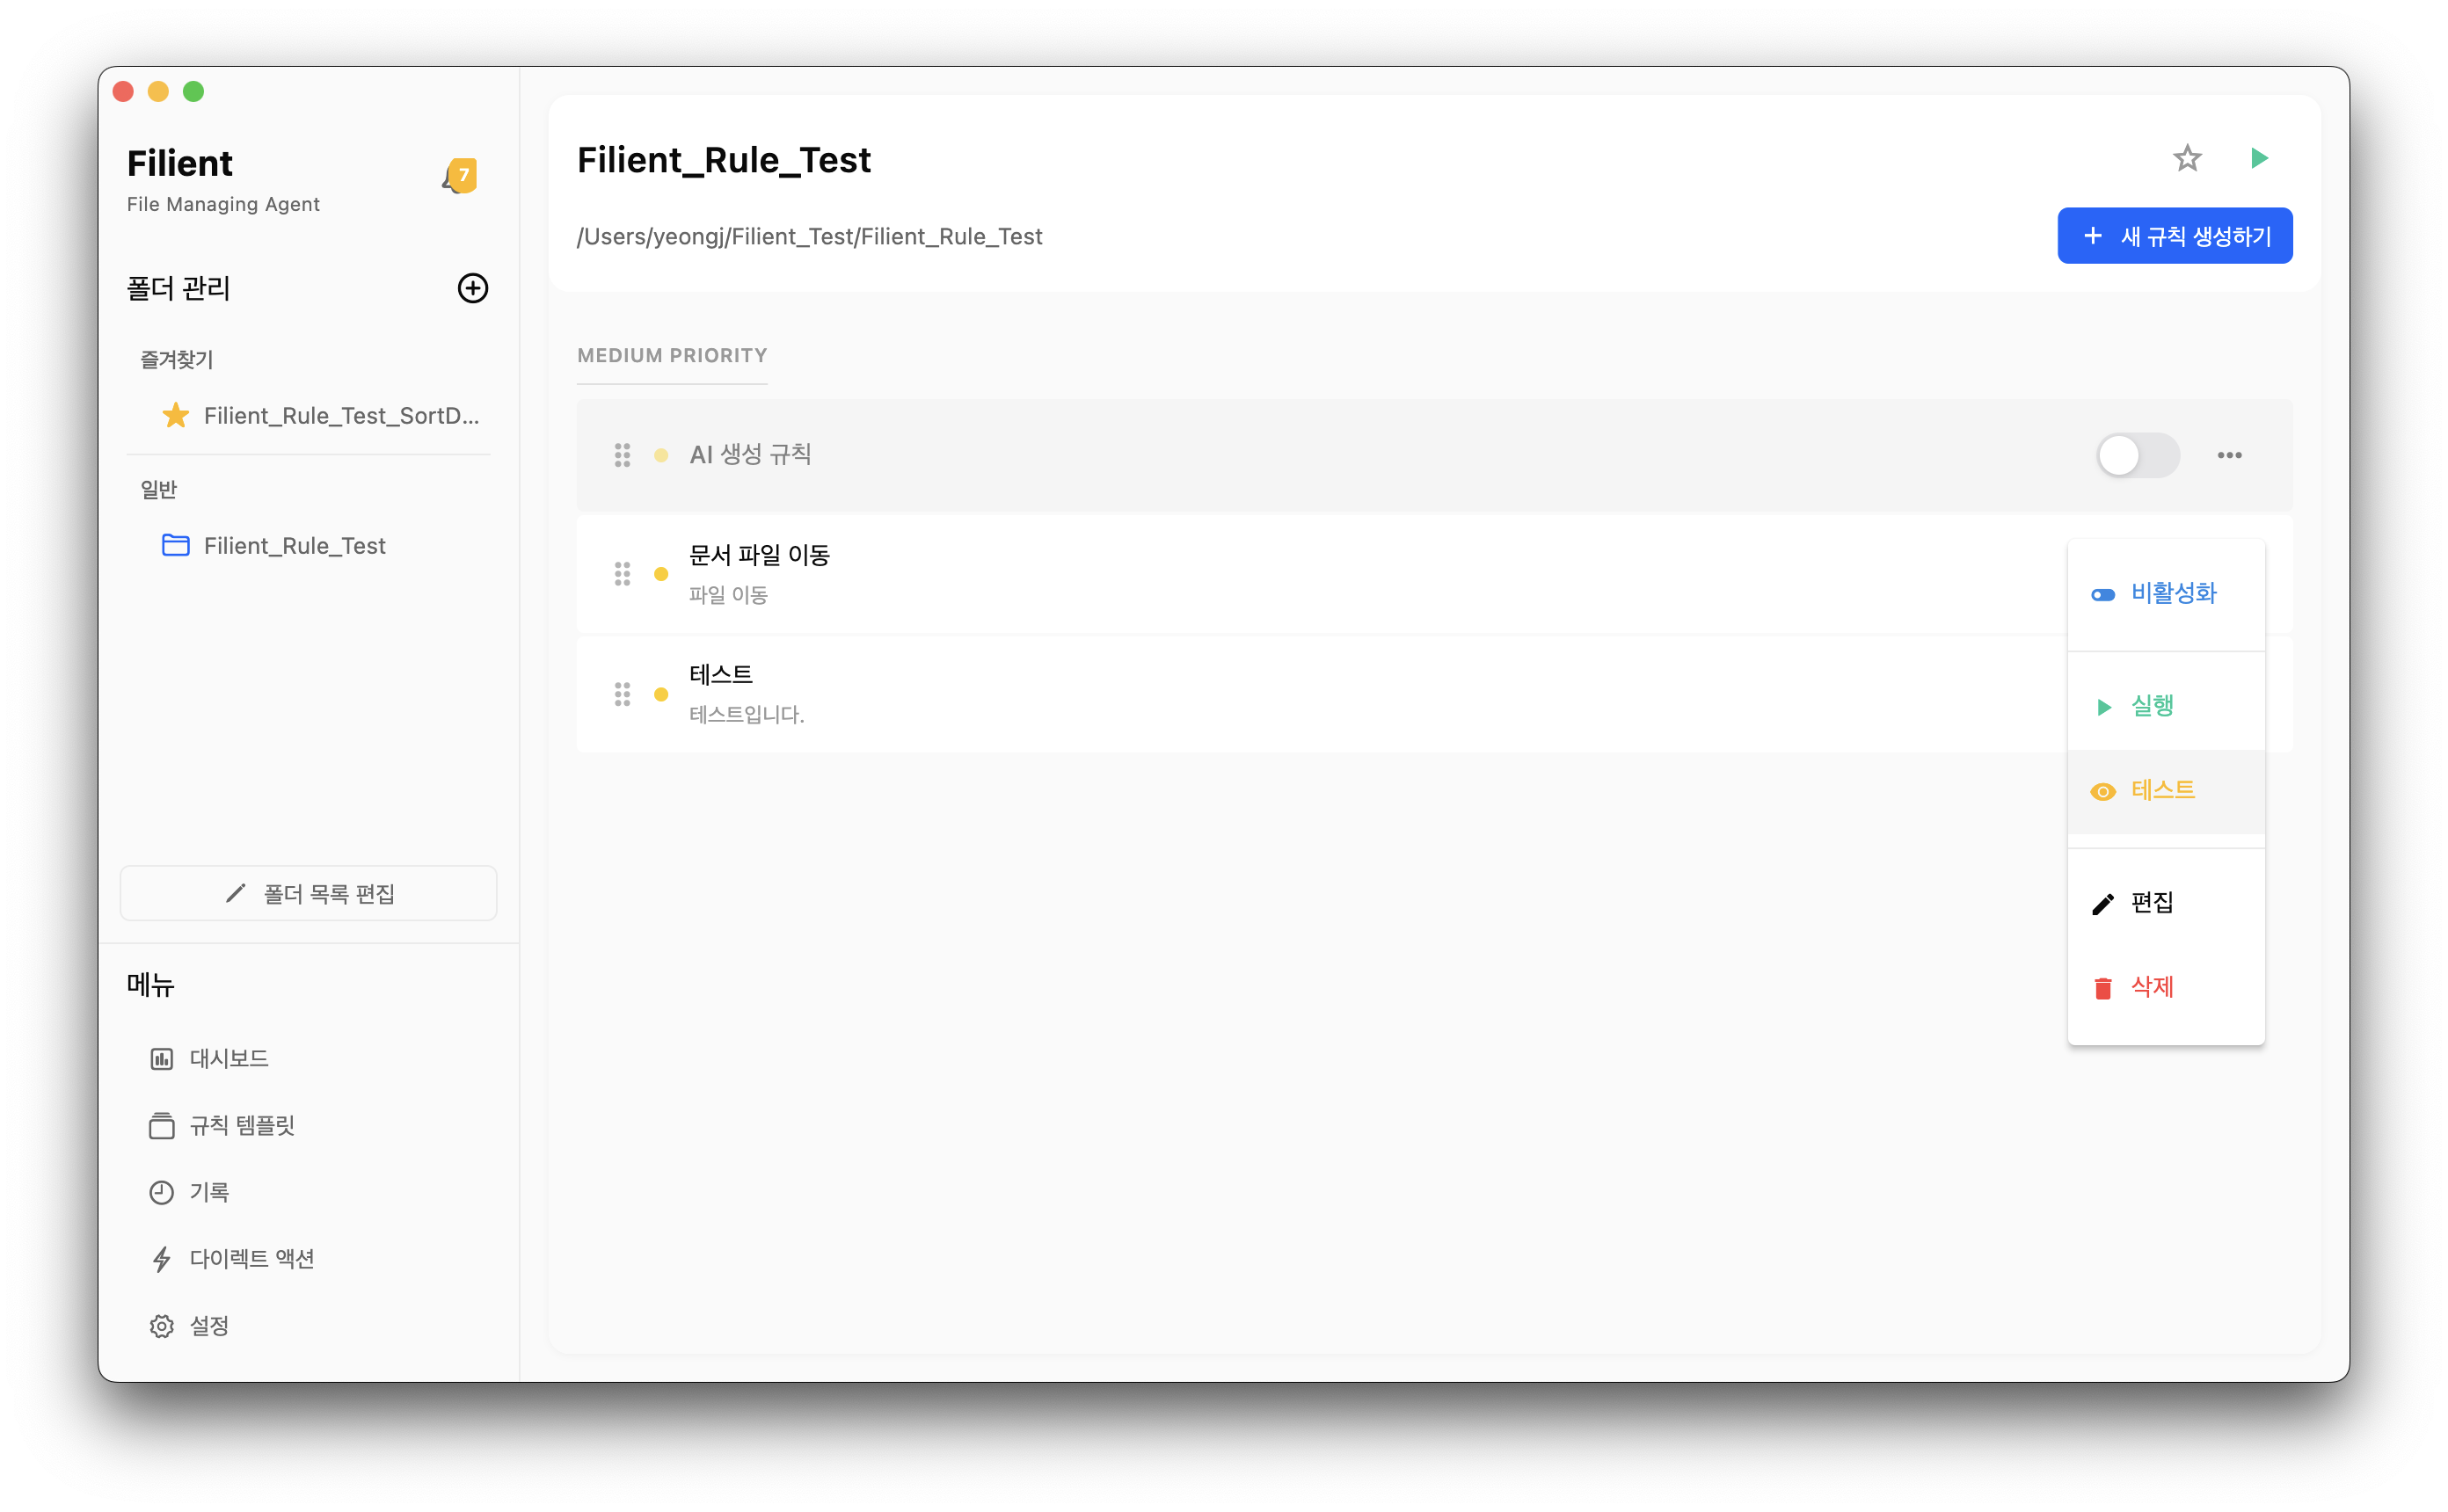 Filient
7
File Managing Agent
폴더 관리
즐겨찾기
Filient_Rule_Test_SortD...
일반
Filient_Rule_Test
폴더 목록 편집
메뉴
대시보드
규칙 템플릿
기록
다이렉트 액션
설정
Filient_Rule_Test
/Users/yeongj/Filient_Test/Filient_Rule_Test
새 규칙 생성하기
MEDIUM PRIORITY
AI 생성 규칙
문서 파일 이동
파일 이동
테스트
테스트입니다.
비활성화
실행
테스트
편집
삭제